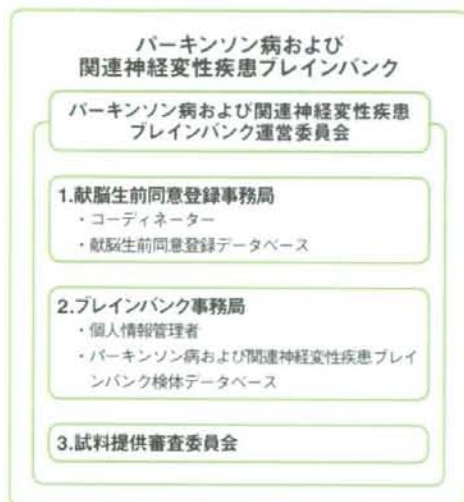 パーキンソン病および
関連神経変性疾患ブレインバンク
パーキンソン病および関連神経変性疾患
ブレインバンク運営委員会
1.献脳生前同意登録事務局
・コーディネーター
・献脳生前同意登録データベース
2.ブレインバンク事務局
・個人情報管理者
・パーキンソン病および関連神経変性疾患ブレイ
ンバンク検体データベース
3.試料提供審査委員会